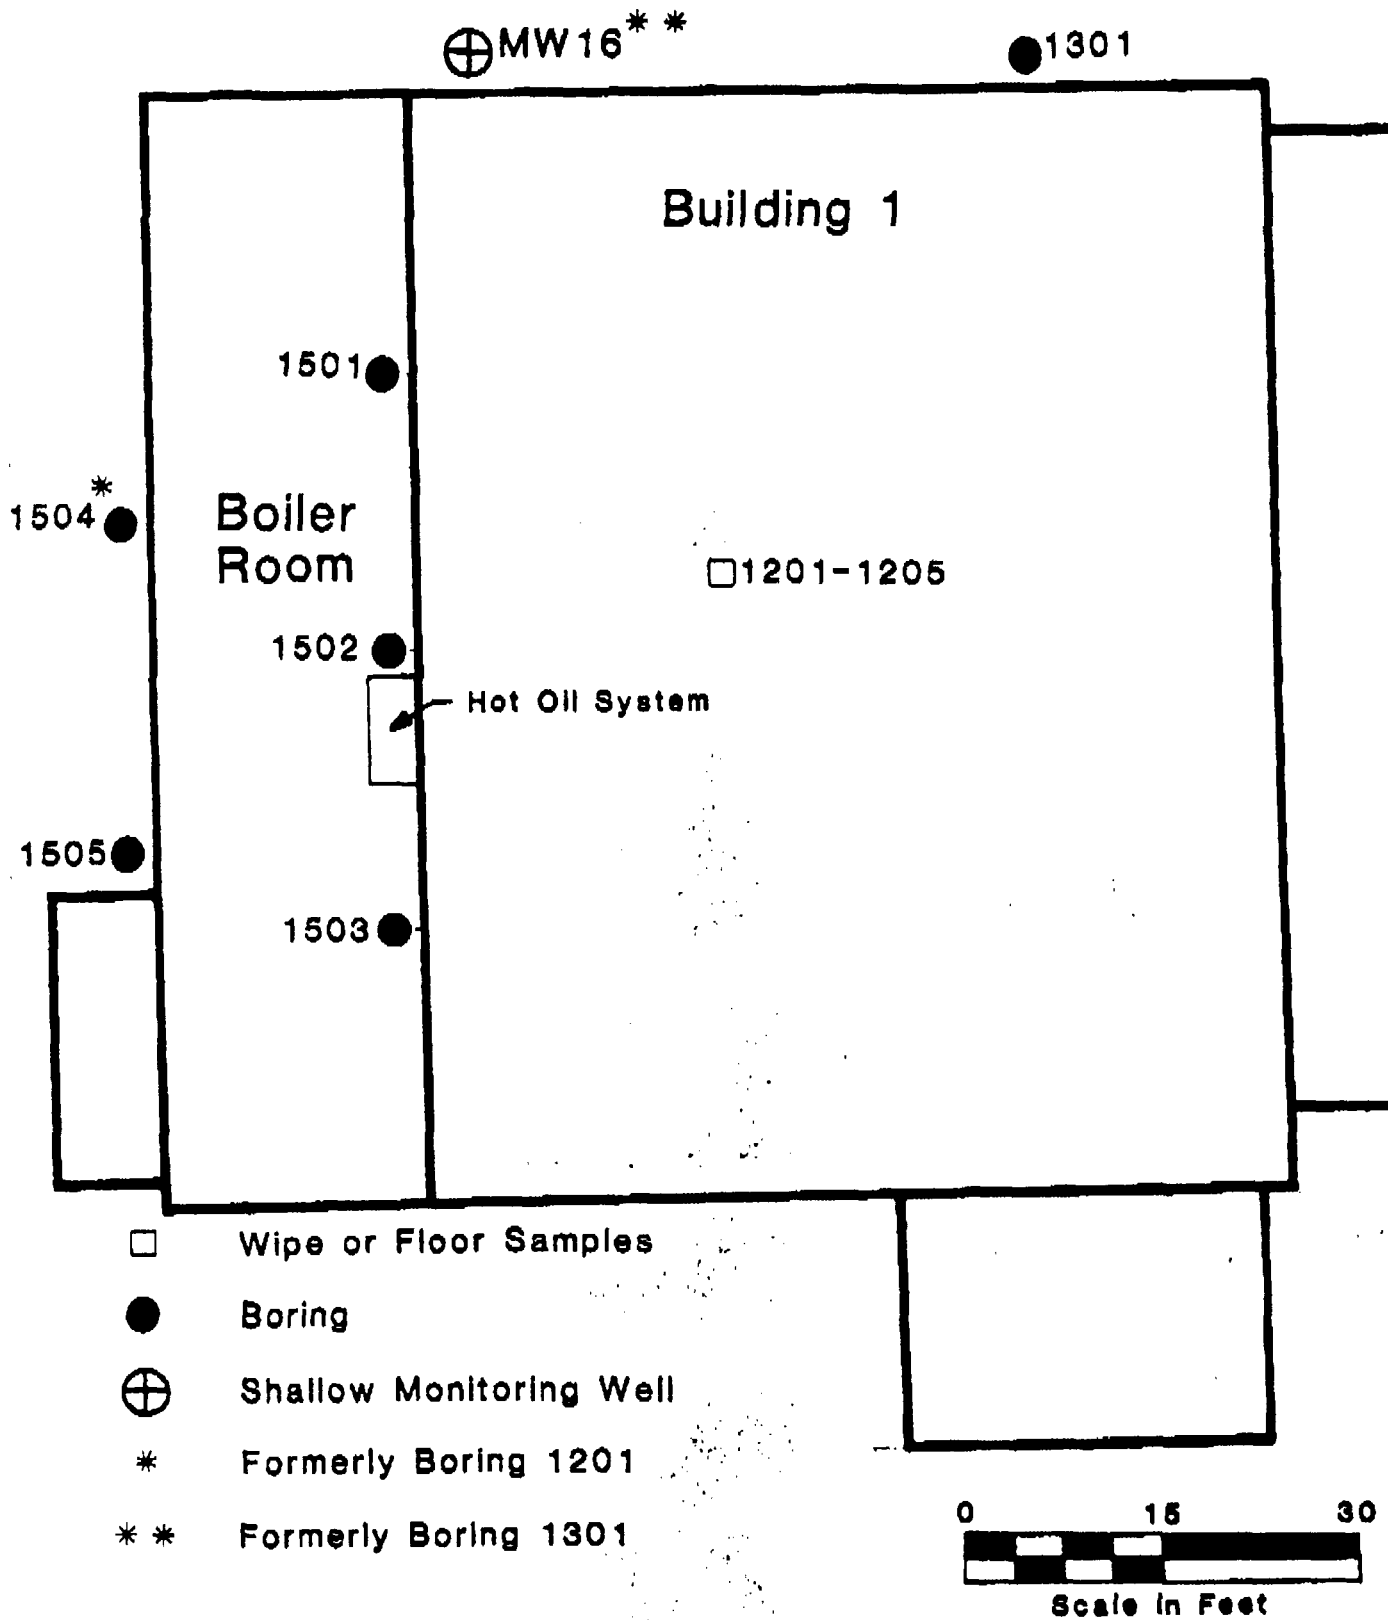 MW16**
1301
Building 1
1501
*
1504
Boiler
Room
1201-1205
1502
Hot Oil System
1505
1503
Wipe or Floor Samples
Boring
Shallow Monitoring Well
* Formerly Boring 1201
** Formerly Boring 1301
0 15 30
Scale in Feet